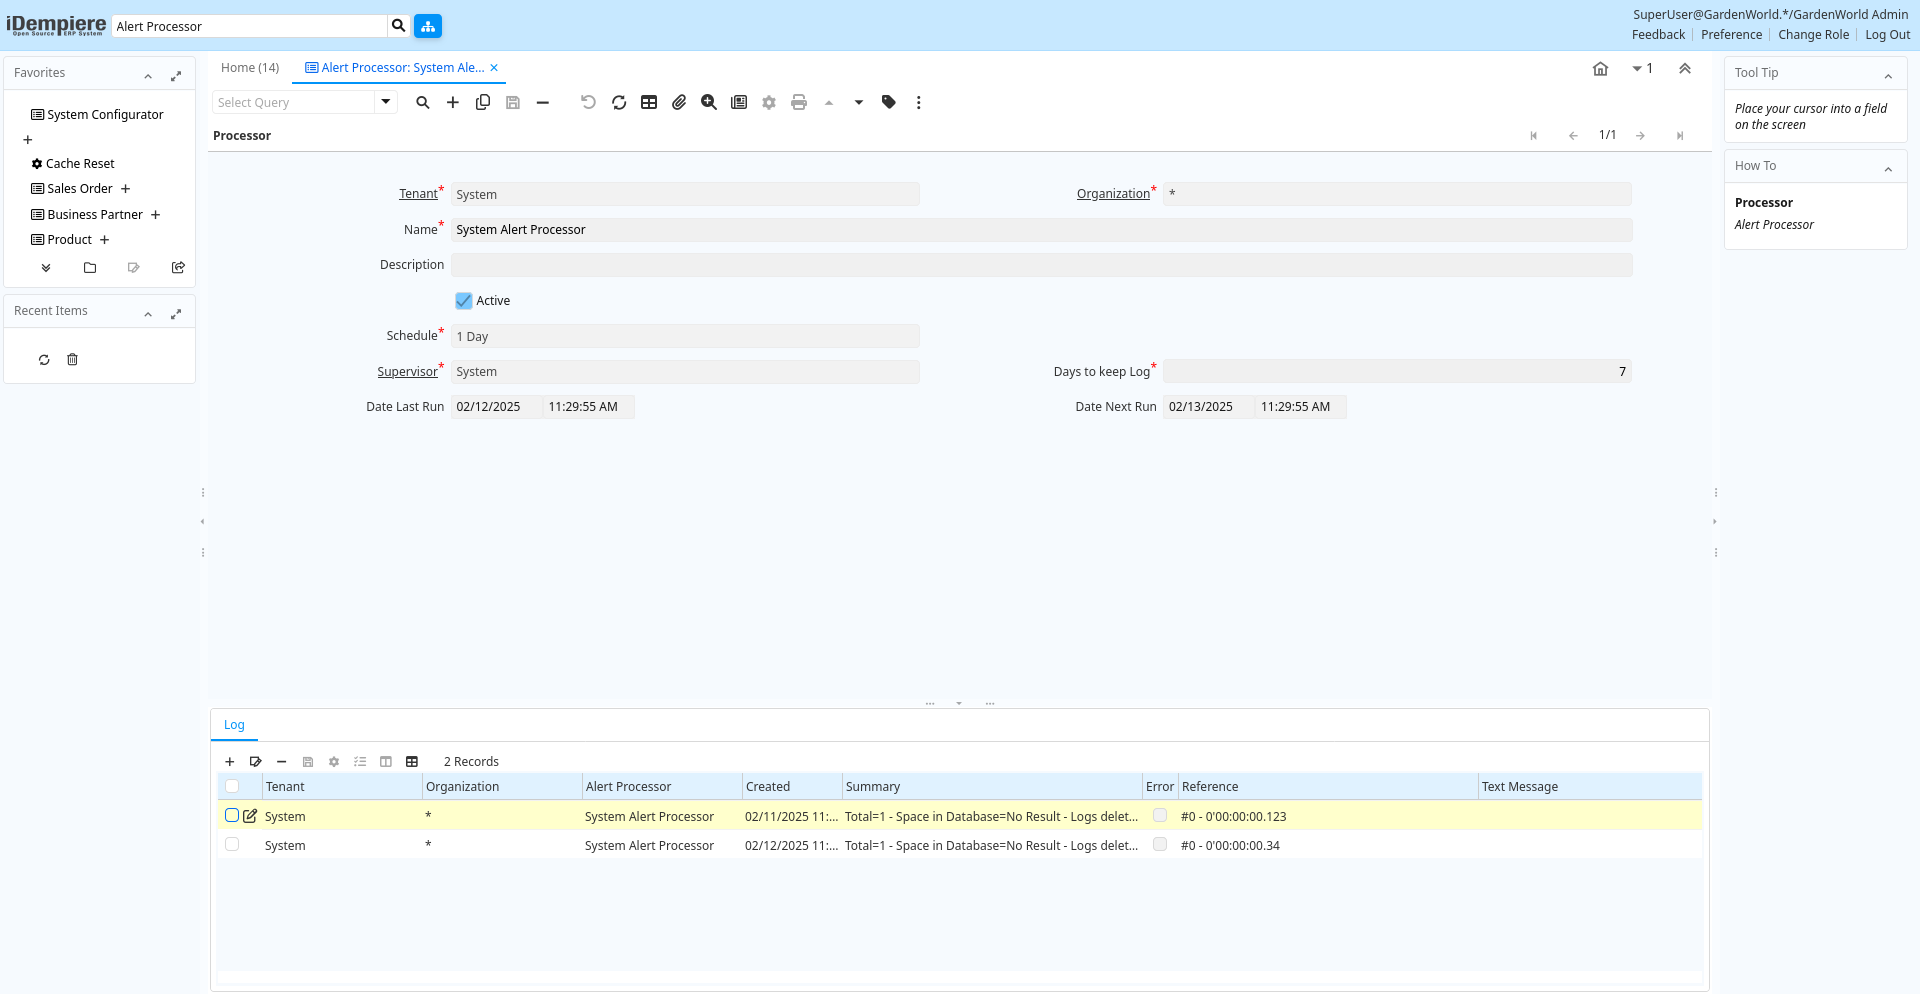 iDempiere
Open Source ERP System
Alert Processor
SuperUser@GardenWorld.*/GardenWorld Admin
Feedback
Preference
Change Role
Log Out
Favorites
System Configurator
Cache Reset
Sales Order
Business Partner
Product
Recent Items
Home (14)
Alert Processor: System Ale...
1
Select Query
Processor
1/1
Tenant*
System
Organization*
*
Name*
System Alert Processor
Description
Active
Schedule*
1 Day
Supervisor*
System
Days to keep Log*
7
Date Last Run
02/12/2025
11:29:55 AM
Date Next Run
02/13/2025
11:29:55 AM
Tool Tip
Place your cursor into a field
on the screen
How To
Processor
Alert Processor
Log
2 Records
Tenant Organization Alert Processor Created Summary Error Reference Text Message
System * System Alert Processor 02/11/2025 11:... Total=1 - Space in Database=No Result - Logs delet... #0 - 0'00:00:00.123
System * System Alert Processor 02/12/2025 11:... Total=1 - Space in Database=No Result - Logs delet... #0 - 0'00:00:00.34